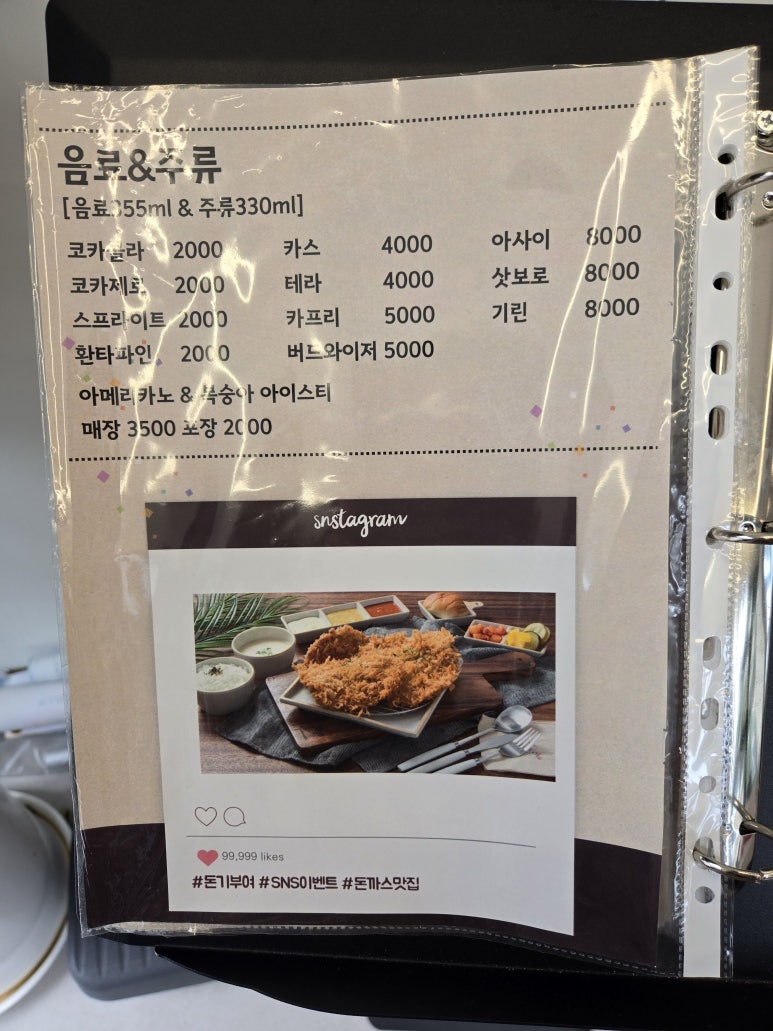 음료&주류
[음료355ml & 주류330ml]
코카콜라 2000 카스 4000 아사이 8000
코카제로 2000 테라 4000 삿보로 8000
스프라이트 2000 카프리 5000 기린 8000
환타파인 2000 버드와이저 5000
아메리카노 & 복숭아 아이스티
매장 3500 포장 2000
snstagram
99,999 likes
#돈기부여 #SNS이벤트 #돈까스맛집